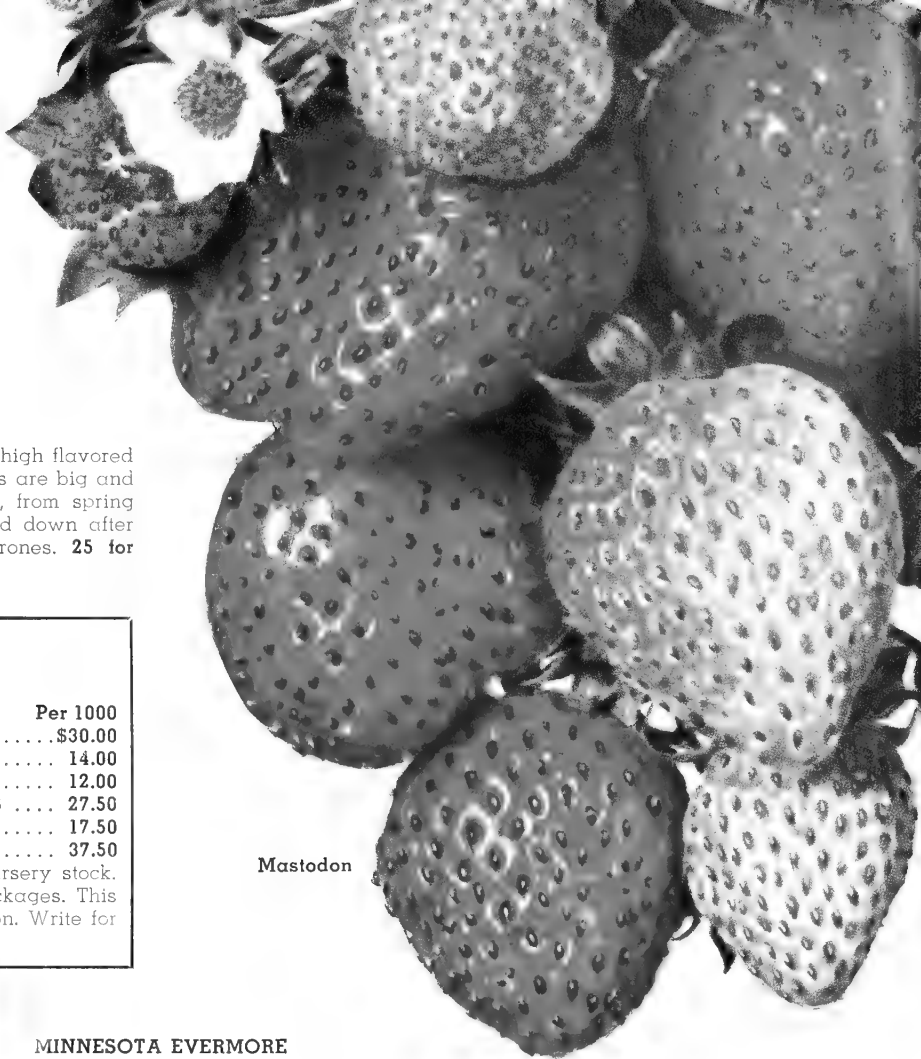 high flavored
s are big and
, from spring
d down after
rones. 25 for
Per 1000
.....$30.00
..... 14.00
..... 12.00
.... 27.50
..... 17.50
..... 37.50
rsery stock.
ckages. This
on. Write for
Mastodon
MINNESOTA EVERMORE